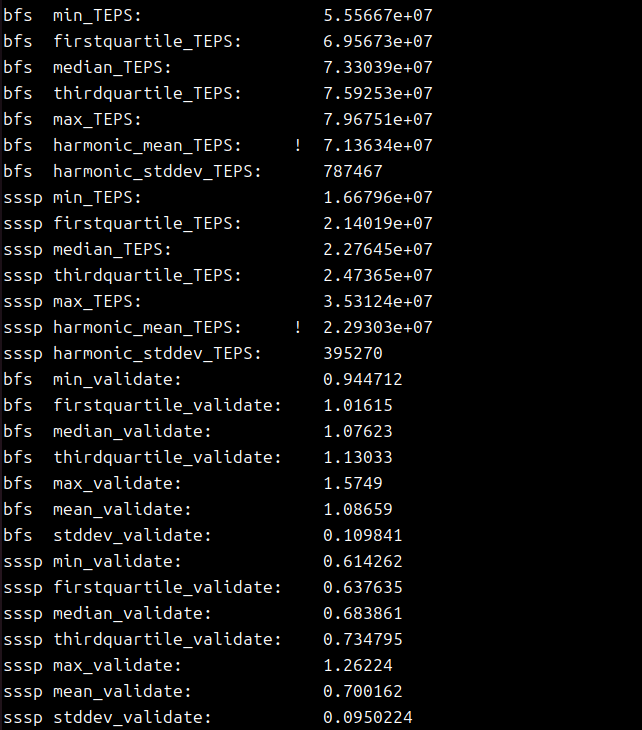 bfs  min_TEPS:                  5.55667e+07
bfs  firstquartile_TEPS:        6.95673e+07
bfs  median_TEPS:               7.33039e+07
bfs  thirdquartile_TEPS:        7.59253e+07
bfs  max_TEPS:                  7.96751e+07
bfs  harmonic_mean_TEPS:     !  7.13634e+07
bfs  harmonic_stddev_TEPS:      787467
sssp min_TEPS:                  1.66796e+07
sssp firstquartile_TEPS:        2.14019e+07
sssp median_TEPS:               2.27645e+07
sssp thirdquartile_TEPS:        2.47365e+07
sssp max_TEPS:                  3.53124e+07
sssp harmonic_mean_TEPS:     !  2.29303e+07
sssp harmonic_stddev_TEPS:      395270
bfs  min_validate:              0.944712
bfs  firstquartile_validate:    1.01615
bfs  median_validate:           1.07623
bfs  thirdquartile_validate:    1.13033
bfs  max_validate:              1.5749
bfs  mean_validate:             1.08659
bfs  stddev_validate:           0.109841
sssp min_validate:              0.614262
sssp firstquartile_validate:    0.637635
sssp median_validate:           0.683861
sssp thirdquartile_validate:    0.734795
sssp max_validate:              1.26224
sssp mean_validate:             0.700162
sssp stddev_validate:           0.0950224